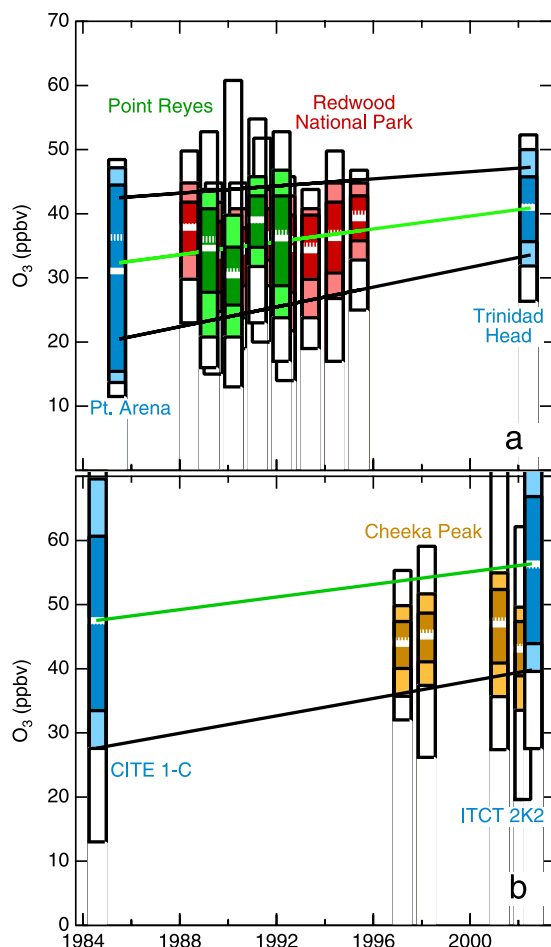 70
60
50
40
30
20
10
O3 (ppbv)
Point Reyes
Redwood
National Park
Pt. Arena
Trinidad
Head
a
60
50
40
30
20
10
0
O3 (ppbv)
Cheeka Peak
CITE 1-C
ITCT 2K2
b
1984
1988
1992
1996
2000